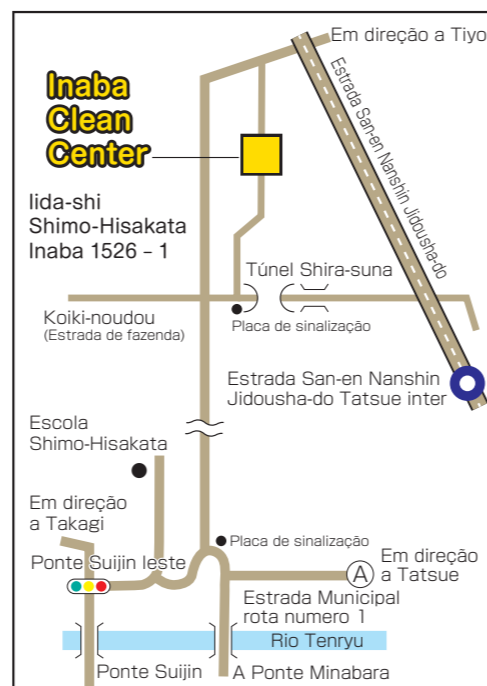 Em direção a Tiyo
Estrada San-en Nanshin Jidousha-do
Inaba
Clean
Center
Iida-shi
Shimo-Hisakata
Inaba 1526 - 1
Túnel Shira-suna
Koiki-noudou
(Estrada de fazenda)
Placa de sinalização
Estrada San-en Nanshin
Jidousha-do Tatsue inter
Escola
Shimo-Hisakata
Em direção
a Takagi
Placa de sinalização
Ponte Suijin leste
A
Em direção
a Tatsue
Estrada Municipal
rota numero 1
Rio Tenryu
Ponte Suijin
A Ponte Minabara